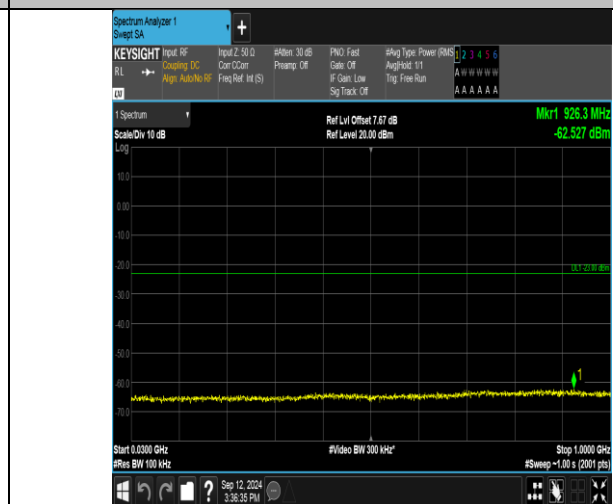 Spectrum Analyzer 1
Swept SA
+
KEYSIGHT Input: RF Input Z: 50 Ω #Atten: 30 dB PNO: Fast #Avg Type: Power (RMS 1 2 3 4 5 6
RL Coupling: DC Corr CCorr Preamp: Off Gate: Off Avg|Hold: 1/1 A W W W W W
Align: Auto/No RF Freq Ref: Int (S) IF Gain: Low Trig: Free Run
Sig Track: Off A A A A A A
LXI
1 Spectrum Ref Lvl Offset 7.67 dB Mkr1 926.3 MHz
Scale/Div 10 dB Ref Level 20.00 dBm -62.527 dBm
Log
10.0
0.00
-10.0
-20.0
DL1 -23.00 dBm
-30.0
-40.0
-50.0
1
-60.0
-70.0
Start 0.0300 GHz #Video BW 300 kHz* Stop 1.0000 GHz
#Res BW 100 kHz #Sweep ~1.00 s (2001 pts)
? Sep 12, 2024
3:36:35 PM